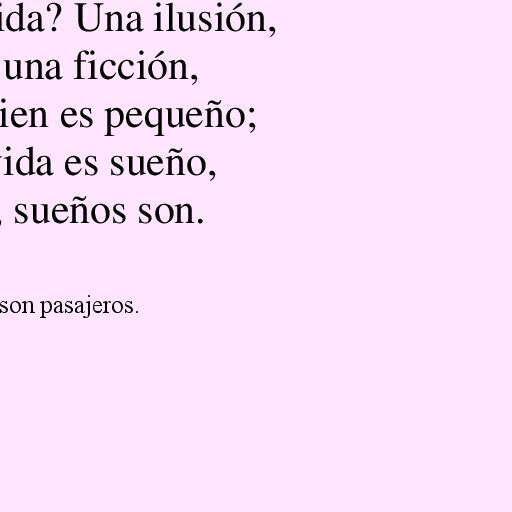 ida? Una ilusión,
una ficción,
ien es pequeño;
vida es sueño,
, sueños son.
son pasajeros.